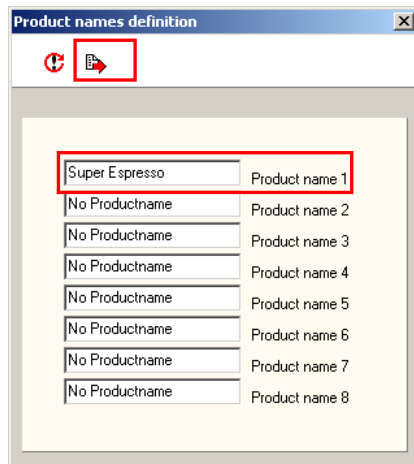 Product names definition
Super Espresso Product name 1
No Productname Product name 2
No Productname Product name 3
No Productname Product name 4
No Productname Product name 5
No Productname Product name 6
No Productname Product name 7
No Productname Product name 8